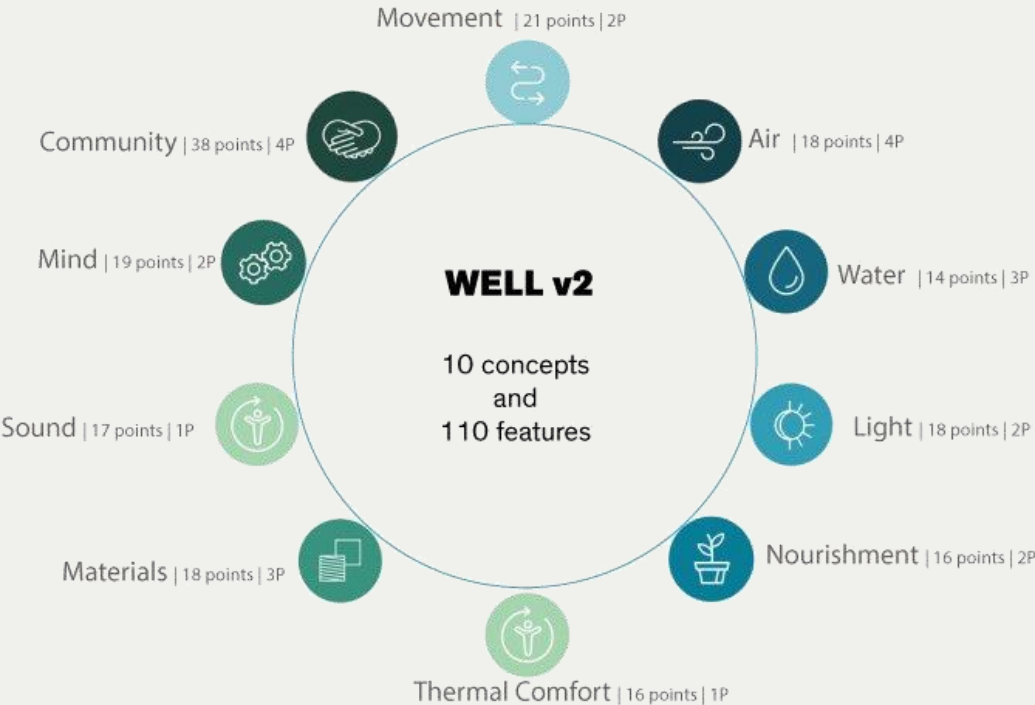 Movement | 21 points | 2P
Community | 38 points | 4P
Air | 18 points | 4P
Mind | 19 points | 2P
Water | 14 points | 3P
WELL v2
10 concepts
and
110 features
Sound | 17 points | 1P
Light | 18 points | 2P
Materials | 18 points | 3P
Nourishment | 16 points | 2P
Thermal Comfort | 16 points | 1P